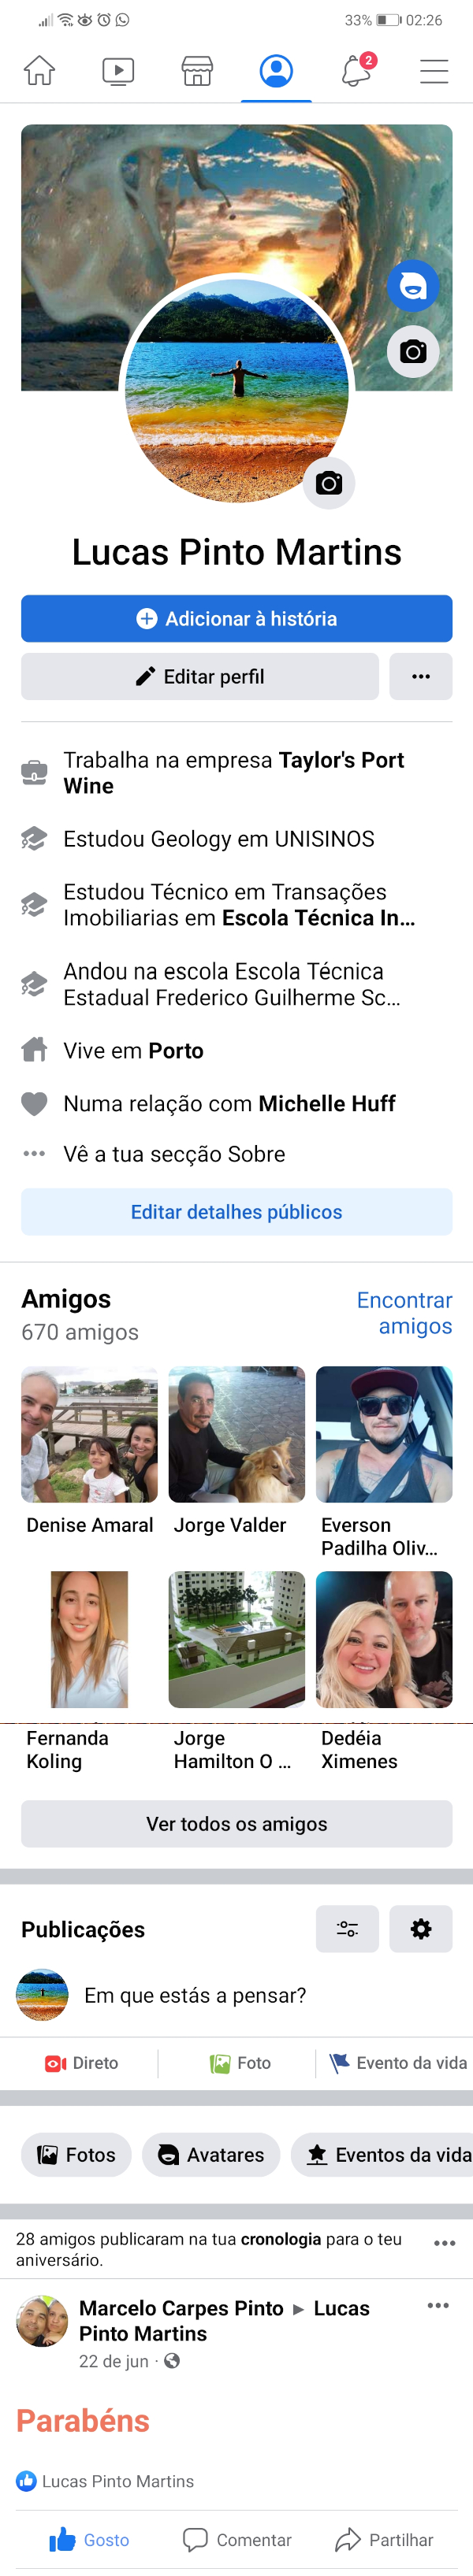 33% 02:26
2
Lucas Pinto Martins
Adicionar à história
Editar perfil
Trabalha na empresa Taylor's Port
Wine
Estudou Geology em UNISINOS
Estudou Técnico em Transações
Imobiliarias em Escola Técnica In...
Andou na escola Escola Técnica
Estadual Frederico Guilherme Sc...
Vive em Porto
Numa relação com Michelle Huff
Vê a tua secção Sobre
Editar detalhes públicos
Amigos
Encontrar
amigos
670 amigos
Denise Amaral
Jorge Valder
Everson
Padilha Oliv...
Fernanda
Koling
Jorge
Hamilton O ...
Dedéia
Ximenes
Ver todos os amigos
Publicações
Em que estás a pensar?
Direto
Foto
Evento da vida
Fotos
Avatares
Eventos da vida
28 amigos publicaram na tua cronologia para o teu
aniversário.
Marcelo Carpes Pinto ▸ Lucas
Pinto Martins
22 de jun ·
Parabéns
Lucas Pinto Martins
Gosto
Comentar
Partilhar